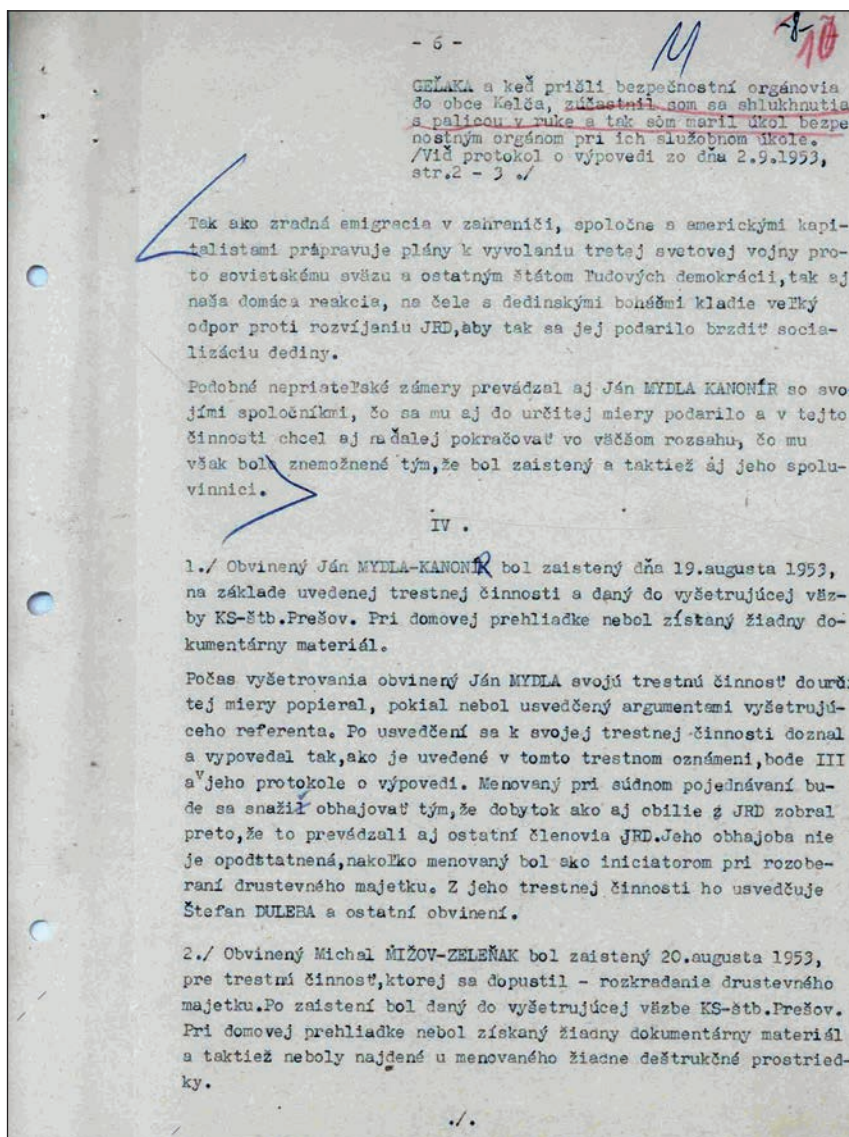 - 6 -
11
-8-
10
GEĽAKA a keď prišli bezpečnostní orgánovia
do obce Kelča, zúčastnil som sa shlukhnutia
s palicou v ruke a tak som maril úkol bezpe
nostným orgánom pri ich služobnom úkole.
/Viď protokol o výpovedi zo dňa 2.9.1953,
str.2 - 3 ./
Tak ako zradná emigracia v zahraničí, spoločne s americkými kapi-
talistami prápravuje plány k vyvolaniu tretej svetovej vojny pro-
to sovietskému sväzu a ostatným štátom ľudových demokrácii,tak aj
naša domáca reakcia, na čele s dedinskými boháčmi kladie veľký
odpor proti rozvíjaniu JRD,aby tak sa jej podarilo brzdiť socia-
lizáciu dediny.
Podobné nepriateľské zámery prevádzal aj Ján MYDLA KANONÍR so svo
jími spoločníkmi, čo sa mu aj do určitej miery podarilo a v tejto
činnosti chcel aj naďalej pokračovať vo väčšom rozsahu, čo mu
však bolo znemožnené tým,že bol zaistený a taktiež áj jeho spolu-
vinníci.
IV .
1./ Obvinený Ján MYDLA-KANONÍR bol zaistený dňa 19.augusta 1953,
na základe uvedenej trestnej činnosti a daný do vyšetrujúcej väz-
by KS-štb.Prešov. Pri domovej prehliadke nebol získaný žiadny do-
kumentárny materiál.
Počas vyšetrovania obvinený Ján MYDLA svojú trestnú činnosť dourči
tej miery popieral, pokial nebol usvedčený argumentami vyšetrujú-
ceho referenta. Po usvedčení sa k svojej trestnej činnosti doznal
a vypovedal tak,ako je uvedené v tomto trestnom oznámeni,bode III
a v jeho protokole o výpovedi. Menovaný pri súdnom pojednávaní bu-
de sa snažiť obhajovať tým,že dobytok ako aj obilie z JRD zobral
preto,že to prevádzali aj ostatní členovia JRD.Jeho obhajoba nie
je opodstatnená,nakoľko menovaný bol ako iniciatorom pri rozobe-
raní drustevného majetku. Z jeho trestnej činnosti ho usvedčuje
Štefan DULEBA a ostatní obvinení.
2./ Obvinený Michal MIŽOV-ZELEŇAK bol zaistený 20.augusta 1953,
pre trestnú činnosť,ktorej sa dopustil - rozkradania drustevného
majetku.Po zaistení bol daný do vyšetrujúcej väzbe KS-štb.Prešov.
Pri domovej prehliadke nebol získaný žiadny dokumentárny materiál
a taktiež neboly najdené u menovaného žiadne deštrukčné prostried-
ky.
./.